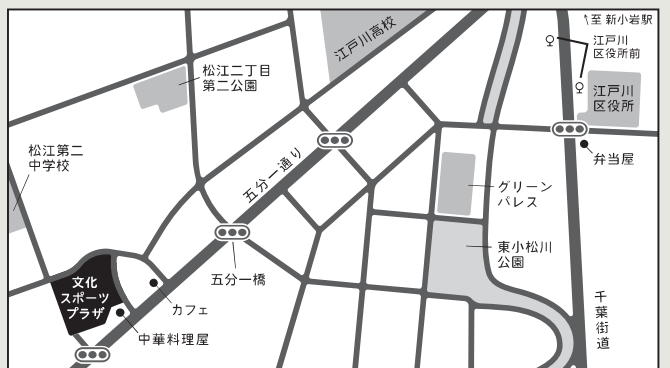 ↑至 新小岩駅
江戸川高校
江戸川
区役所前
松江二丁目
第二公園
江戸川
区役所
松江第二
中学校
弁当屋
五分一通り
グリーン
パレス
東小松川
公園
五分一橋
文化
スポーツ
プラザ
カフェ
中華料理屋
千葉街道